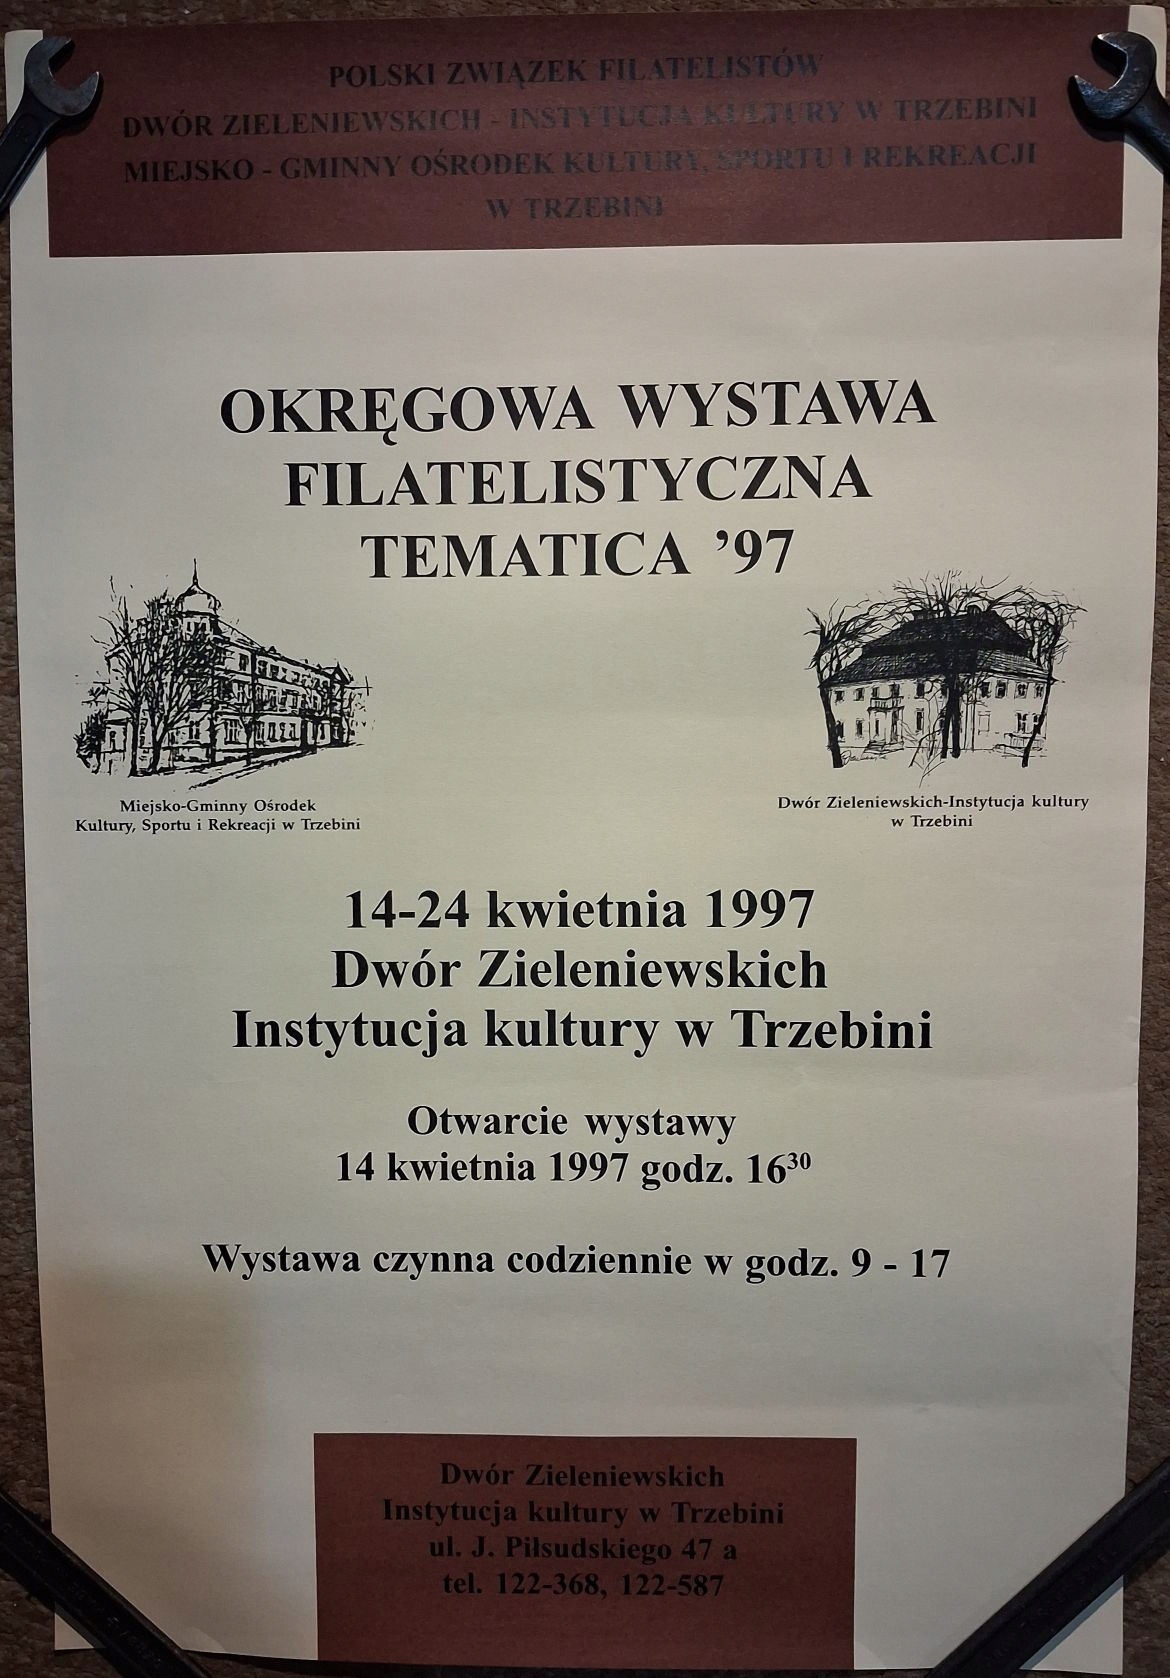 POLSKI ZWIĄZEK FILATELISTÓW
DWÓR ZIELENIEWSKICH - INSTYTUCJA KULTURY W TRZEBINI
MIEJSKO - GMINNY OŚRODEK KULTURY, SPORTU I REKREACJI
W TRZEBINI
OKRĘGOWA WYSTAWA
FILATELISTYCZNA
TEMATICA ’97
Miejsko-Gminny Ośrodek
Kultury, Sportu i Rekreacji w Trzebini
Dwór Zieleniewskich-Instytucja kultury
w Trzebini
14-24 kwietnia 1997
Dwór Zieleniewskich
Instytucja kultury w Trzebini
Otwarcie wystawy
14 kwietnia 1997 godz. 16³⁰
Wystawa czynna codziennie w godz. 9 - 17
Dwór Zieleniewskich
Instytucja kultury w Trzebini
ul. J. Piłsudskiego 47 a
tel. 122-368, 122-587